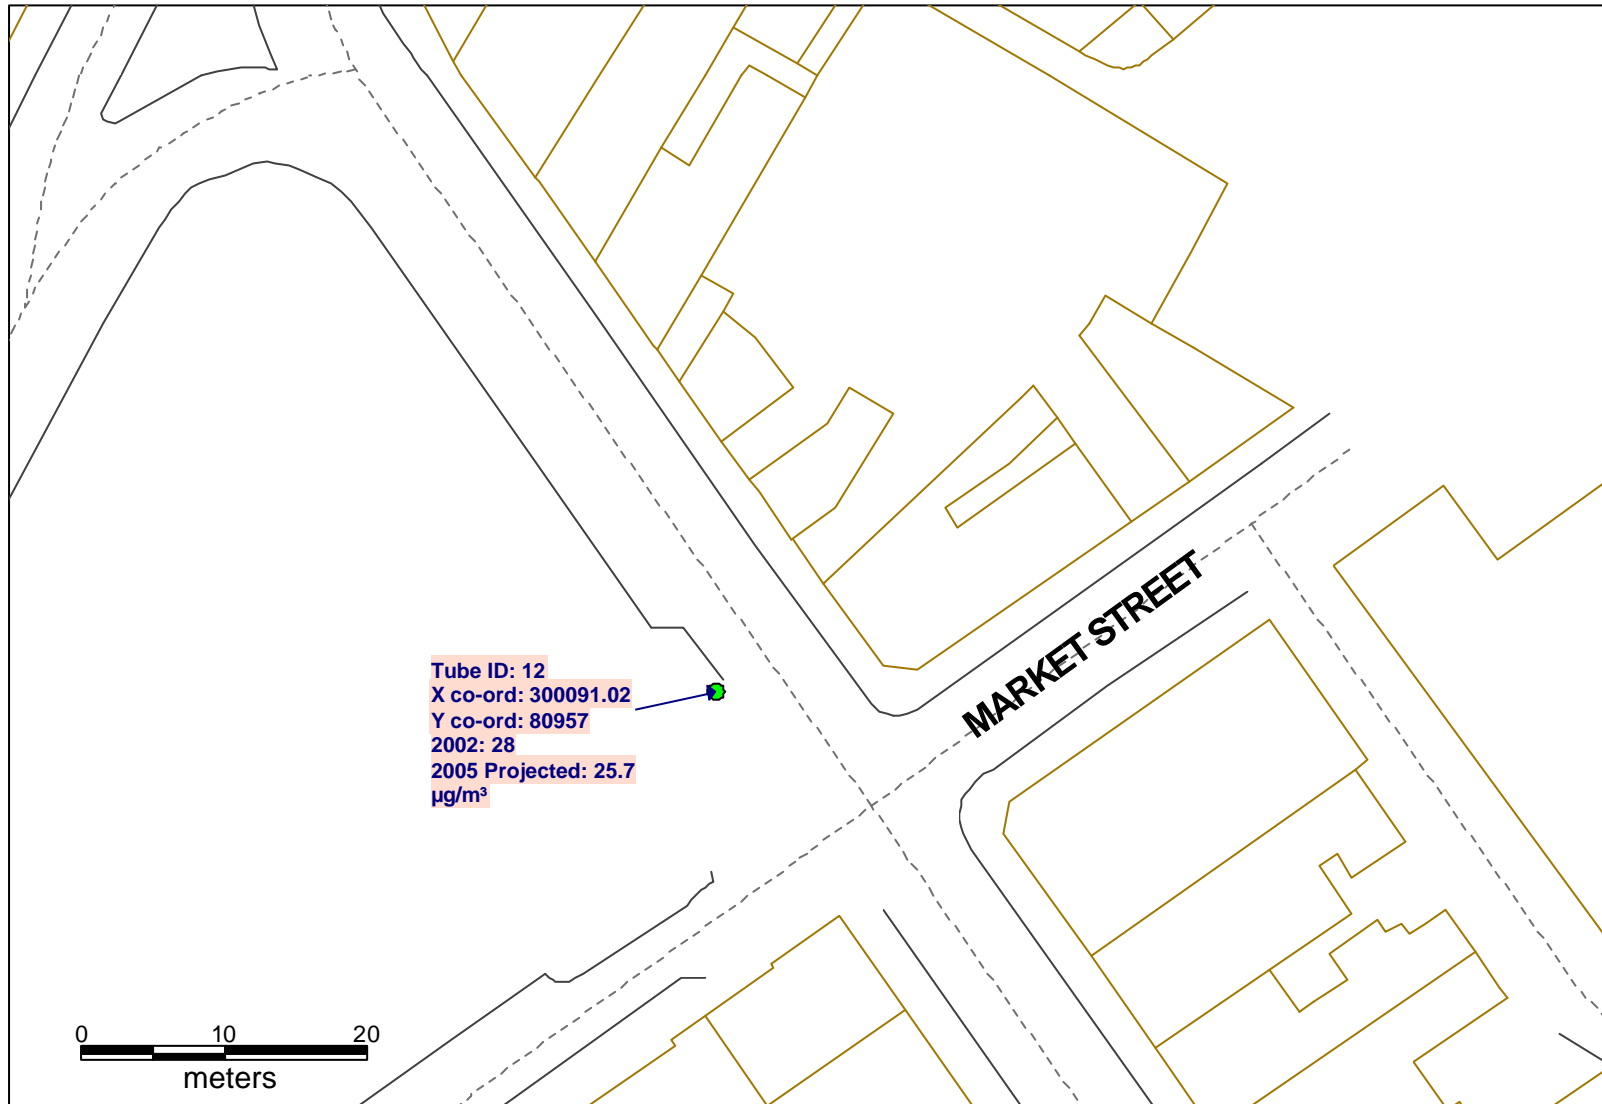 MARKET STREET
Tube ID: 12
X co-ord: 300091.02
Y co-ord: 80957
2002: 28
2005 Projected: 25.7
µg/m³
0 10 20
meters